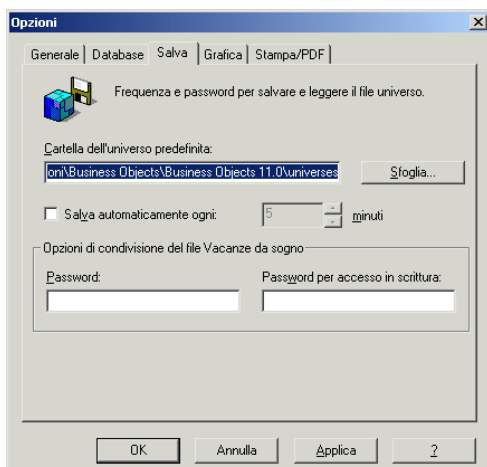 Opzioni
Generale Database Salva Grafica Stampa/PDF
Frequenza e password per salvare e leggere il file universo.
Cartella dell'universo predefinita:
oni\Business Objects\Business Objects 11.0\universes Sfoglia...
Salva automaticamente ogni: 5 minuti
Opzioni di condivisione del file Vacanze da sogno
Password: Password per accesso in scrittura:
OK Annulla Applica ?